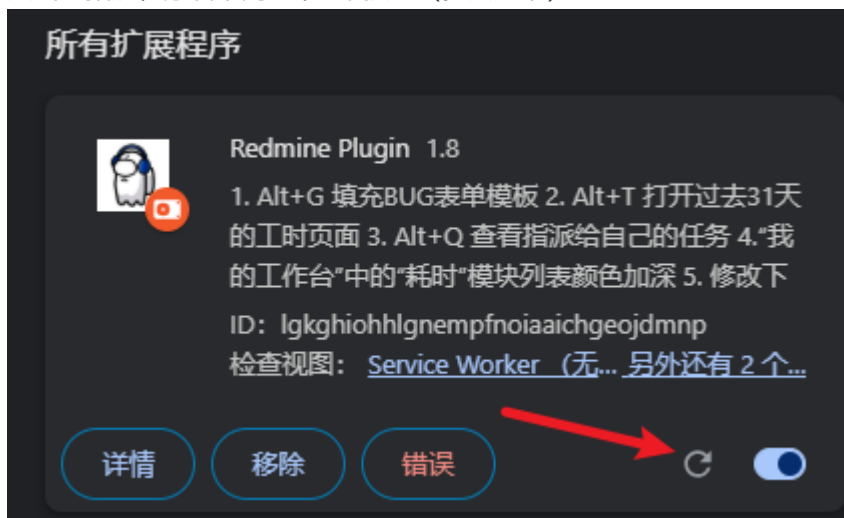 所有扩展程序
Redmine Plugin 1.8
1. Alt+G 填充BUG表单模板 2. Alt+T 打开过去31天
的工时页面 3. Alt+Q 查看指派给自己的任务 4.“我
的工作台”中的“耗时”模块列表颜色加深 5. 修改下
ID: lgkghiohhlgnempfnoiaaichgeojdmnp
检查视图: Service Worker (无... 另外还有 2 个...
详情 移除 错误